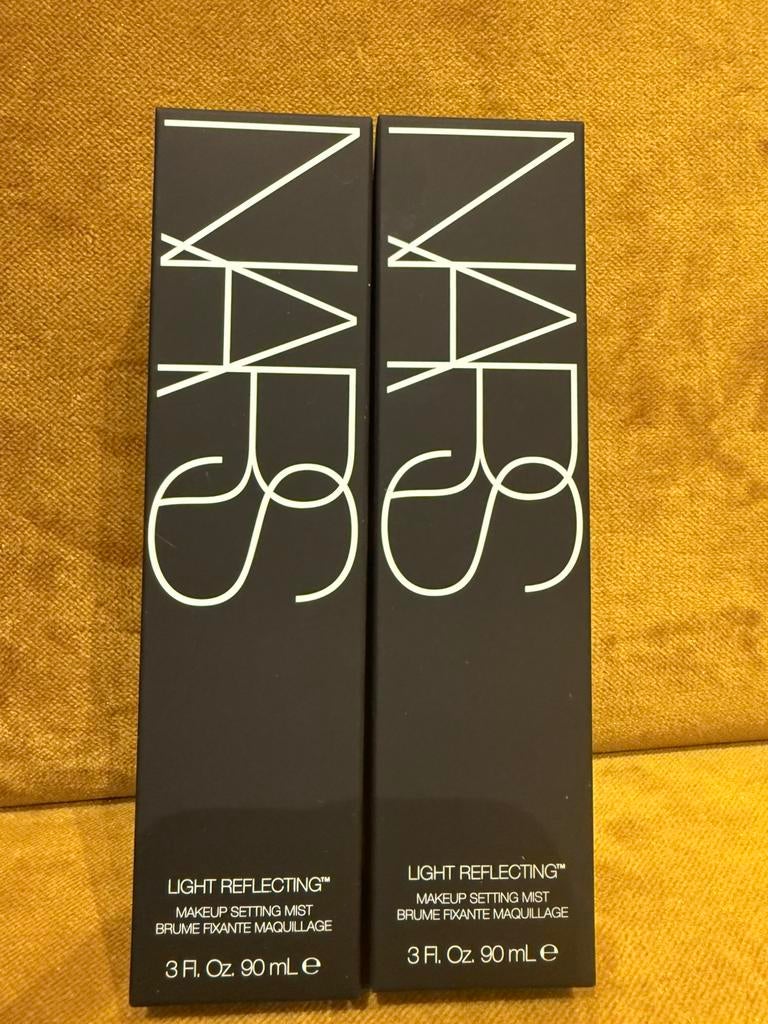 NARS
LIGHT REFLECTING™
MAKEUP SETTING MIST
BRUME FIXANTE MAQUILLAGE
3 Fl. Oz. 90 mL ℮
NARS
LIGHT REFLECTING™
MAKEUP SETTING MIST
BRUME FIXANTE MAQUILLAGE
3 Fl. Oz. 90 mL ℮